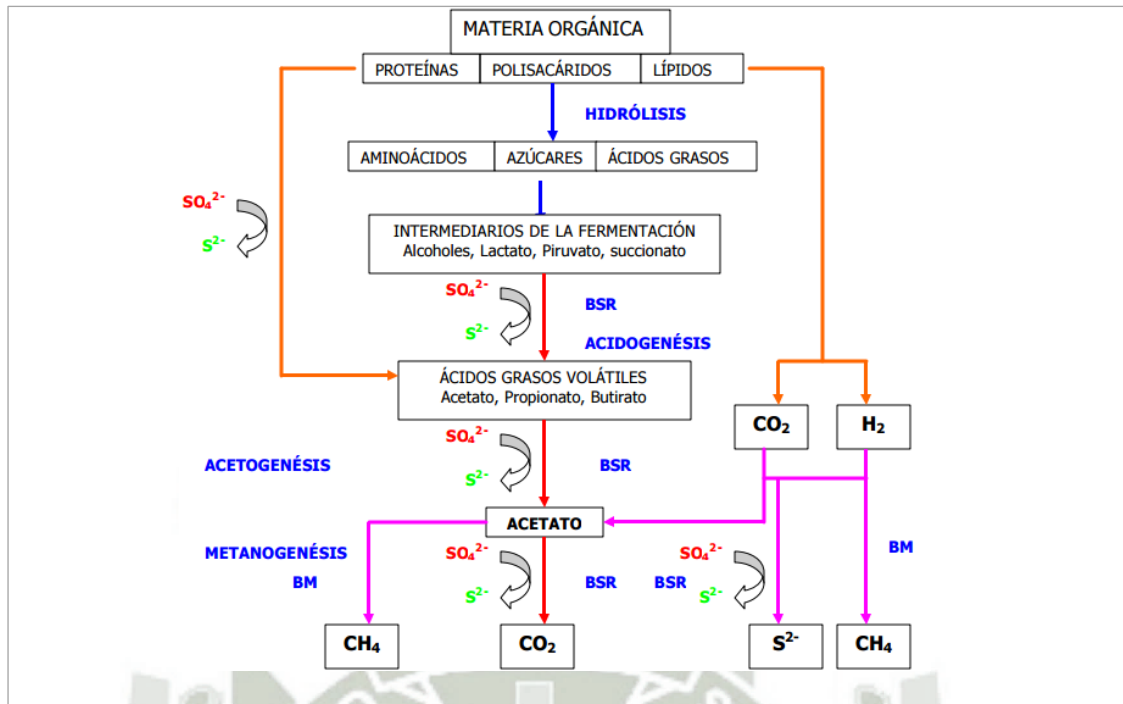 MATERIA ORGÁNICA
PROTEÍNAS POLISACÁRIDOS LÍPIDOS
HIDRÓLISIS
AMINOÁCIDOS AZÚCARES ÁCIDOS GRASOS
SO₄²⁻
S²⁻
INTERMEDIARIOS DE LA FERMENTACIÓN
Alcoholes, Lactato, Piruvato, succionato
SO₄²⁻
BSR
S²⁻
ACIDOGENÉSIS
ÁCIDOS GRASOS VOLÁTILES
Acetato, Propionato, Butirato
CO₂ H₂
SO₄²⁻
ACETOGENÉSIS
S²⁻
BSR
ACETATO
METANOGENÉSIS
BM
SO₄²⁻
S²⁻
BSR
BSR
SO₄²⁻
S²⁻
BM
CH₄
CO₂
S²⁻
CH₄